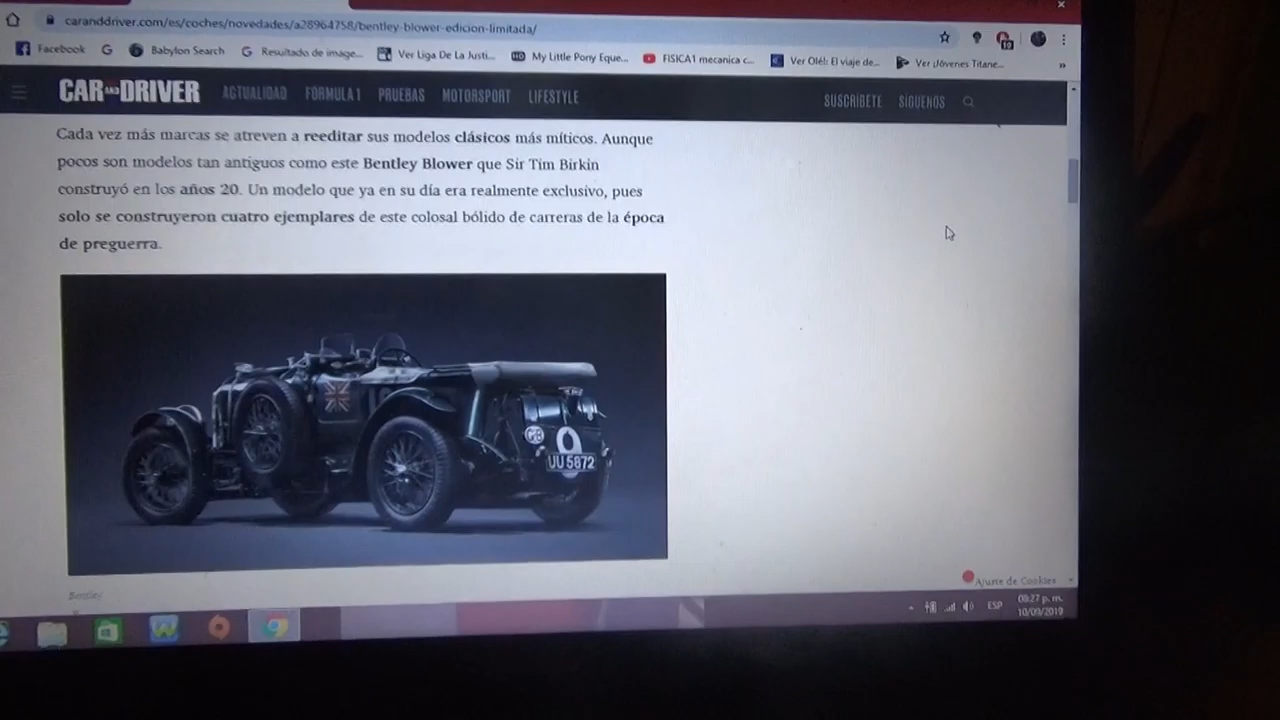 caranddriver.com/es/coches/novedades/a28964758/bentley-blower-edicion-limitada/
Facebook
Babylon Search
Resultado de image...
Ver Liga De La Justi...
My Little Pony Eque...
FISICA1 mecanica c...
Ver Olé!: El viaje de...
Ver ¡Jóvenes Titane...
»
CAR AND DRIVER
ACTUALIDAD
FÓRMULA 1
PRUEBAS
MOTORSPORT
LIFESTYLE
SUSCRÍBETE
SÍGUENOS
Cada vez más marcas se atreven a reeditar sus modelos clásicos más míticos. Aunque
pocos son modelos tan antiguos como este Bentley Blower que Sir Tim Birkin
construyó en los años 20. Un modelo que ya en su día era realmente exclusivo, pues
solo se construyeron cuatro ejemplares de este colosal bólido de carreras de la época
de preguerra.
GB
UU 5872
Bentley
Ajuste de Cookies
ESP
08:27 p. m.
10/09/2019